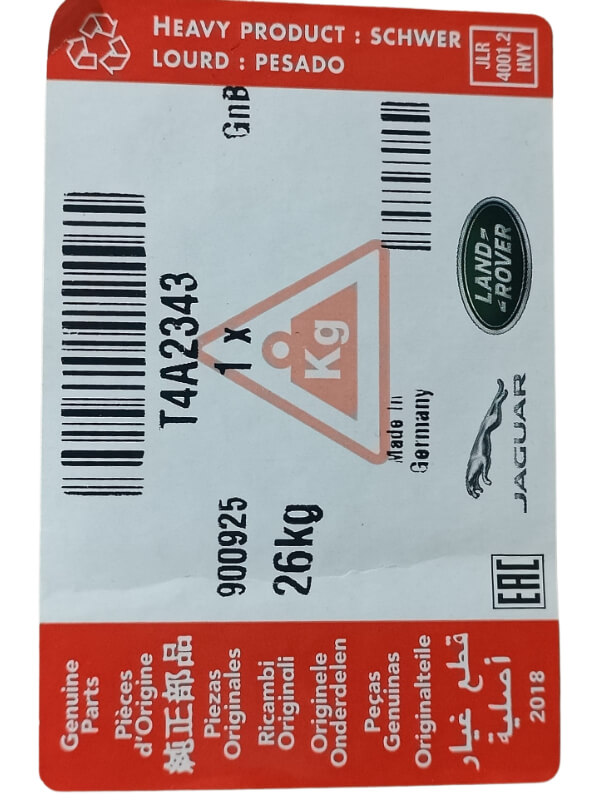 HEAVY PRODUCT : SCHWER
LOURD : PESADO
JLR
4001.2
HVY
GnB
T4A2343
1 x
Kg
Made In
Germany
900925
26kg
LAND
ROVER
JAGUAR
EAC
Genuine
Parts
Pièces
d'Origine
純正部品
Piezas
Originales
Ricambi
Originali
Originele
Onderdelen
Peças
Genuinas
Originalteile
قطع غيار
أصلية
2018